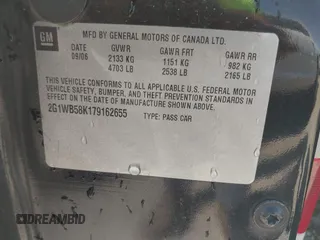 GM
MFD BY GENERAL MOTORS OF CANADA LTD.
DATE GVWR GAWR FRT GAWR RR
09/06 2133 KG 1151 KG 982 KG
4703 LB 2538 LB 2165 LB
THIS VEHICLE CONFORMS TO ALL APPLICABLE U.S. FEDERAL MOTOR
VEHICLE SAFETY, BUMPER, AND THEFT PREVENTION STANDARDS IN
EFFECT ON THE DATE OF MANUFACTURE SHOWN ABOVE.
2G1WB58K179162655 TYPE: PASS CAR
DREAMBID